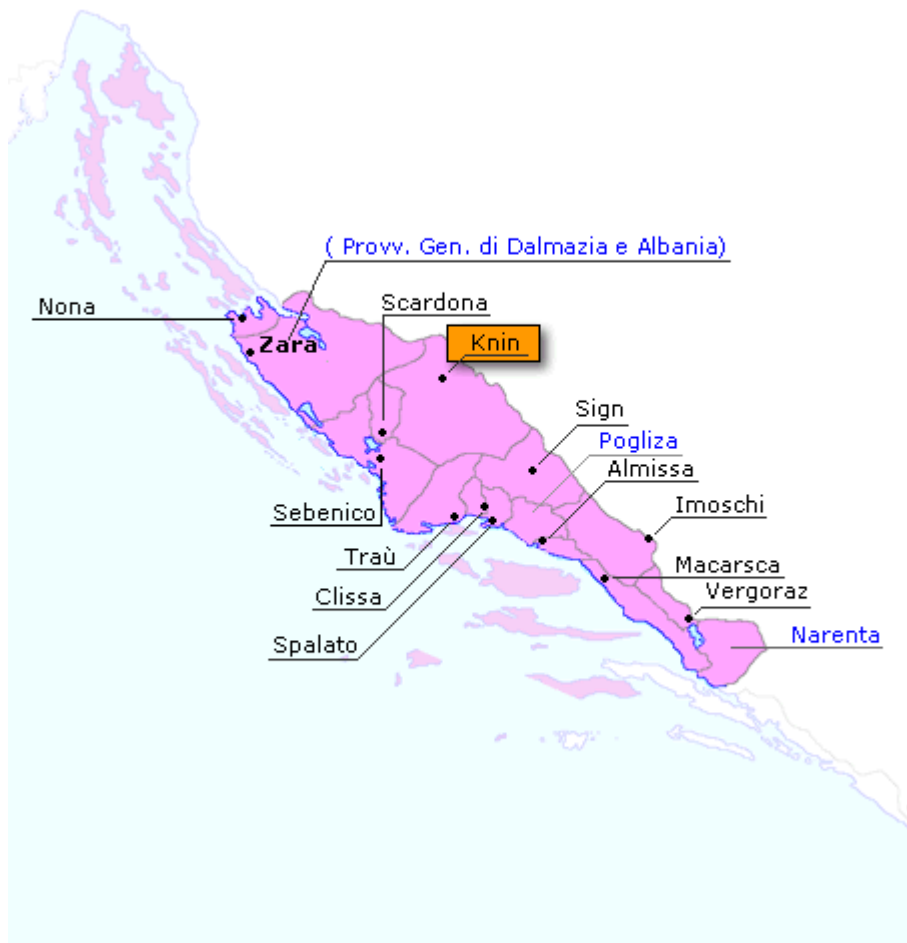 ( Provv. Gen. di Dalmazia e Albania)
Nona
Scardona
Zara
Knin
Sign
Pogliza
Almissa
Sebenico
Imoschi
Traù
Macarsca
Clissa
Vergoraz
Spalato
Narenta